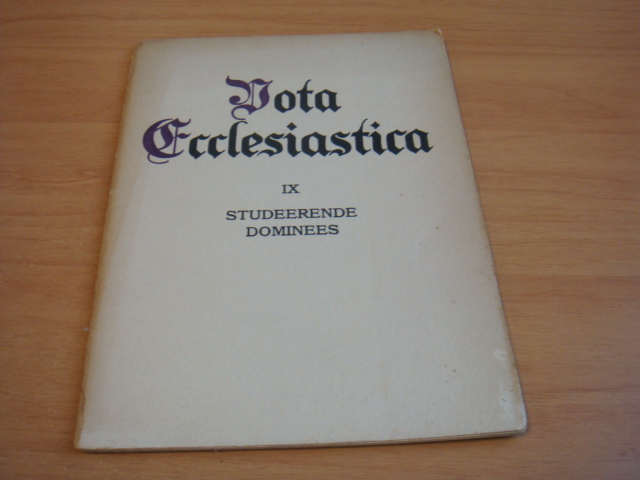 Vota
Ecclesiastica
IX
STUDEERENDE
DOMINEES